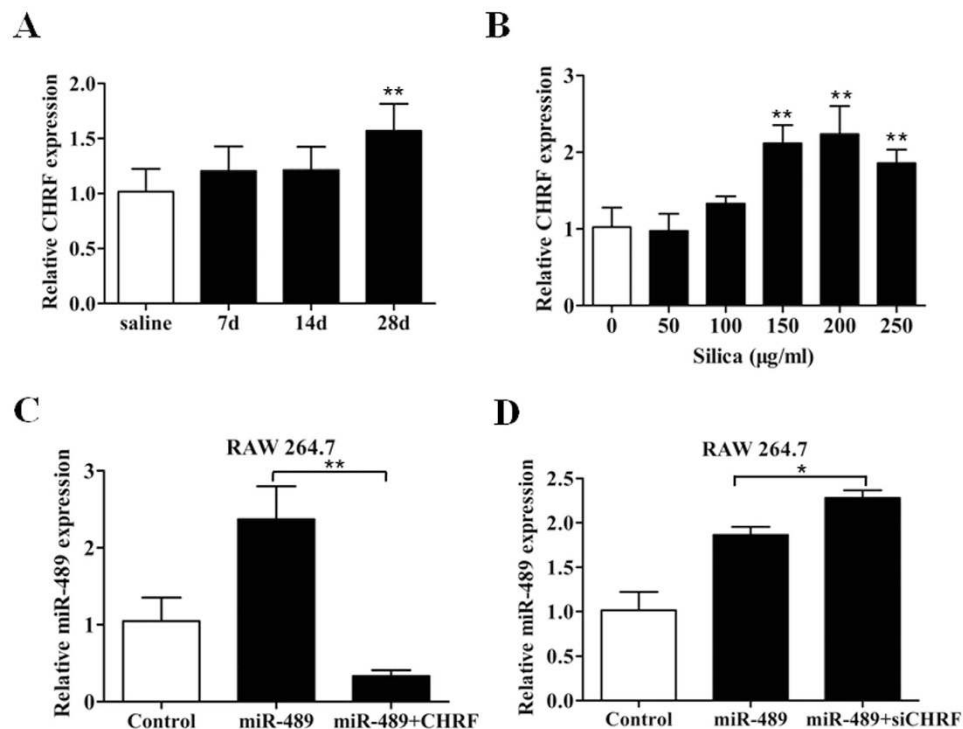 A
Relative CHRF expression
2.0
1.5
1.0
0.5
0.0
**
saline 7d 14d 28d
B
Relative CHRF expression
3
2
1
0
** ** **
0 50 100 150 200 250
Silica (µg/ml)
C
RAW 264.7
Relative miR-489 expression
3
2
1
0
**
Control miR-489 miR-489+CHRF
D
RAW 264.7
Relative miR-489 expression
2.5
2.0
1.5
1.0
0.5
0.0
*
Control miR-489 miR-489+siCHRF